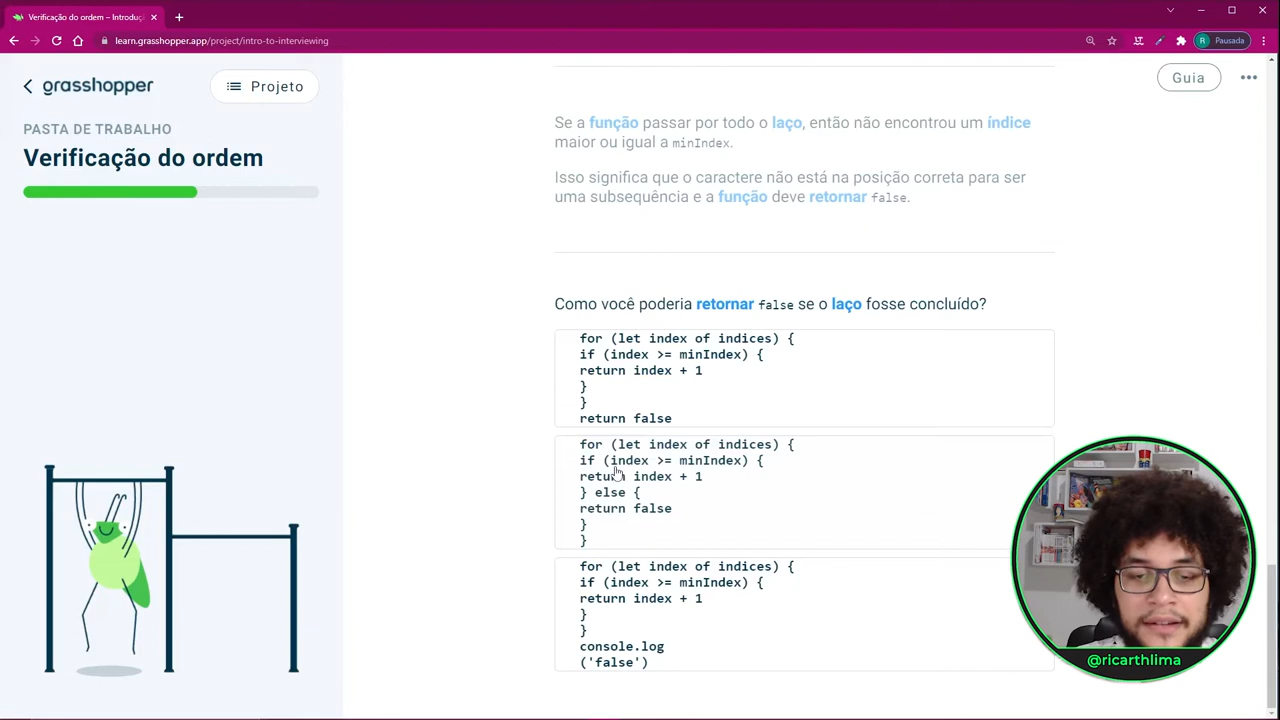 Verificação do ordem – Introduç
learn.grasshopper.app/project/intro-to-interviewing
R Pausada
grasshopper
Projeto
Guia
PASTA DE TRABALHO
Verificação do ordem
Se a função passar por todo o laço, então não encontrou um índice
maior ou igual a minIndex.
Isso significa que o caractere não está na posição correta para ser
uma subsequência e a função deve retornar false.
Como você poderia retornar false se o laço fosse concluído?
for (let index of indices) {
if (index >= minIndex) {
return index + 1
}
}
return false
for (let index of indices) {
if (index >= minIndex) {
return index + 1
} else {
return false
}
}
for (let index of indices) {
if (index >= minIndex) {
return index + 1
}
}
console.log
('false')
@ricarthlima